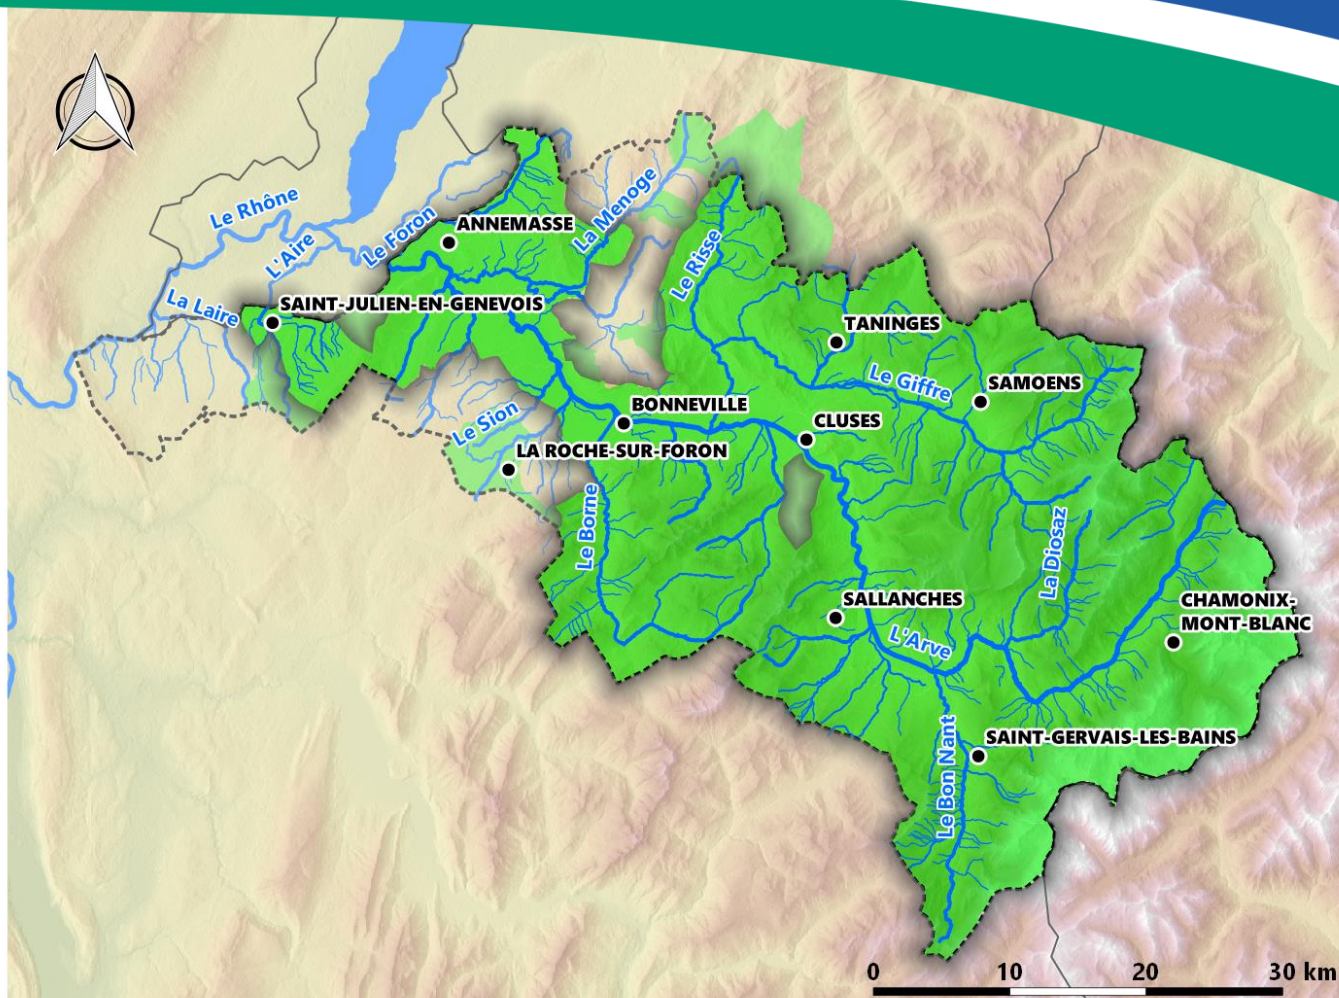 Le Rhône
L'Aire
Le Foron
La Menoge
ANNEMASSE
Le Risse
La Laire
SAINT-JULIEN-EN-GENEVOIS
TANINGES
Le Giffre
SAMOENS
BONNEVILLE
CLUSES
Le Sion
LA ROCHE-SUR-FORON
Le Borne
La Diosaz
SALLANCHES
CHAMONIX-
MONT-BLANC
L'Arve
SAINT-GERVAIS-LES-BAINS
Le Bon Nant
0 10 20 30 km